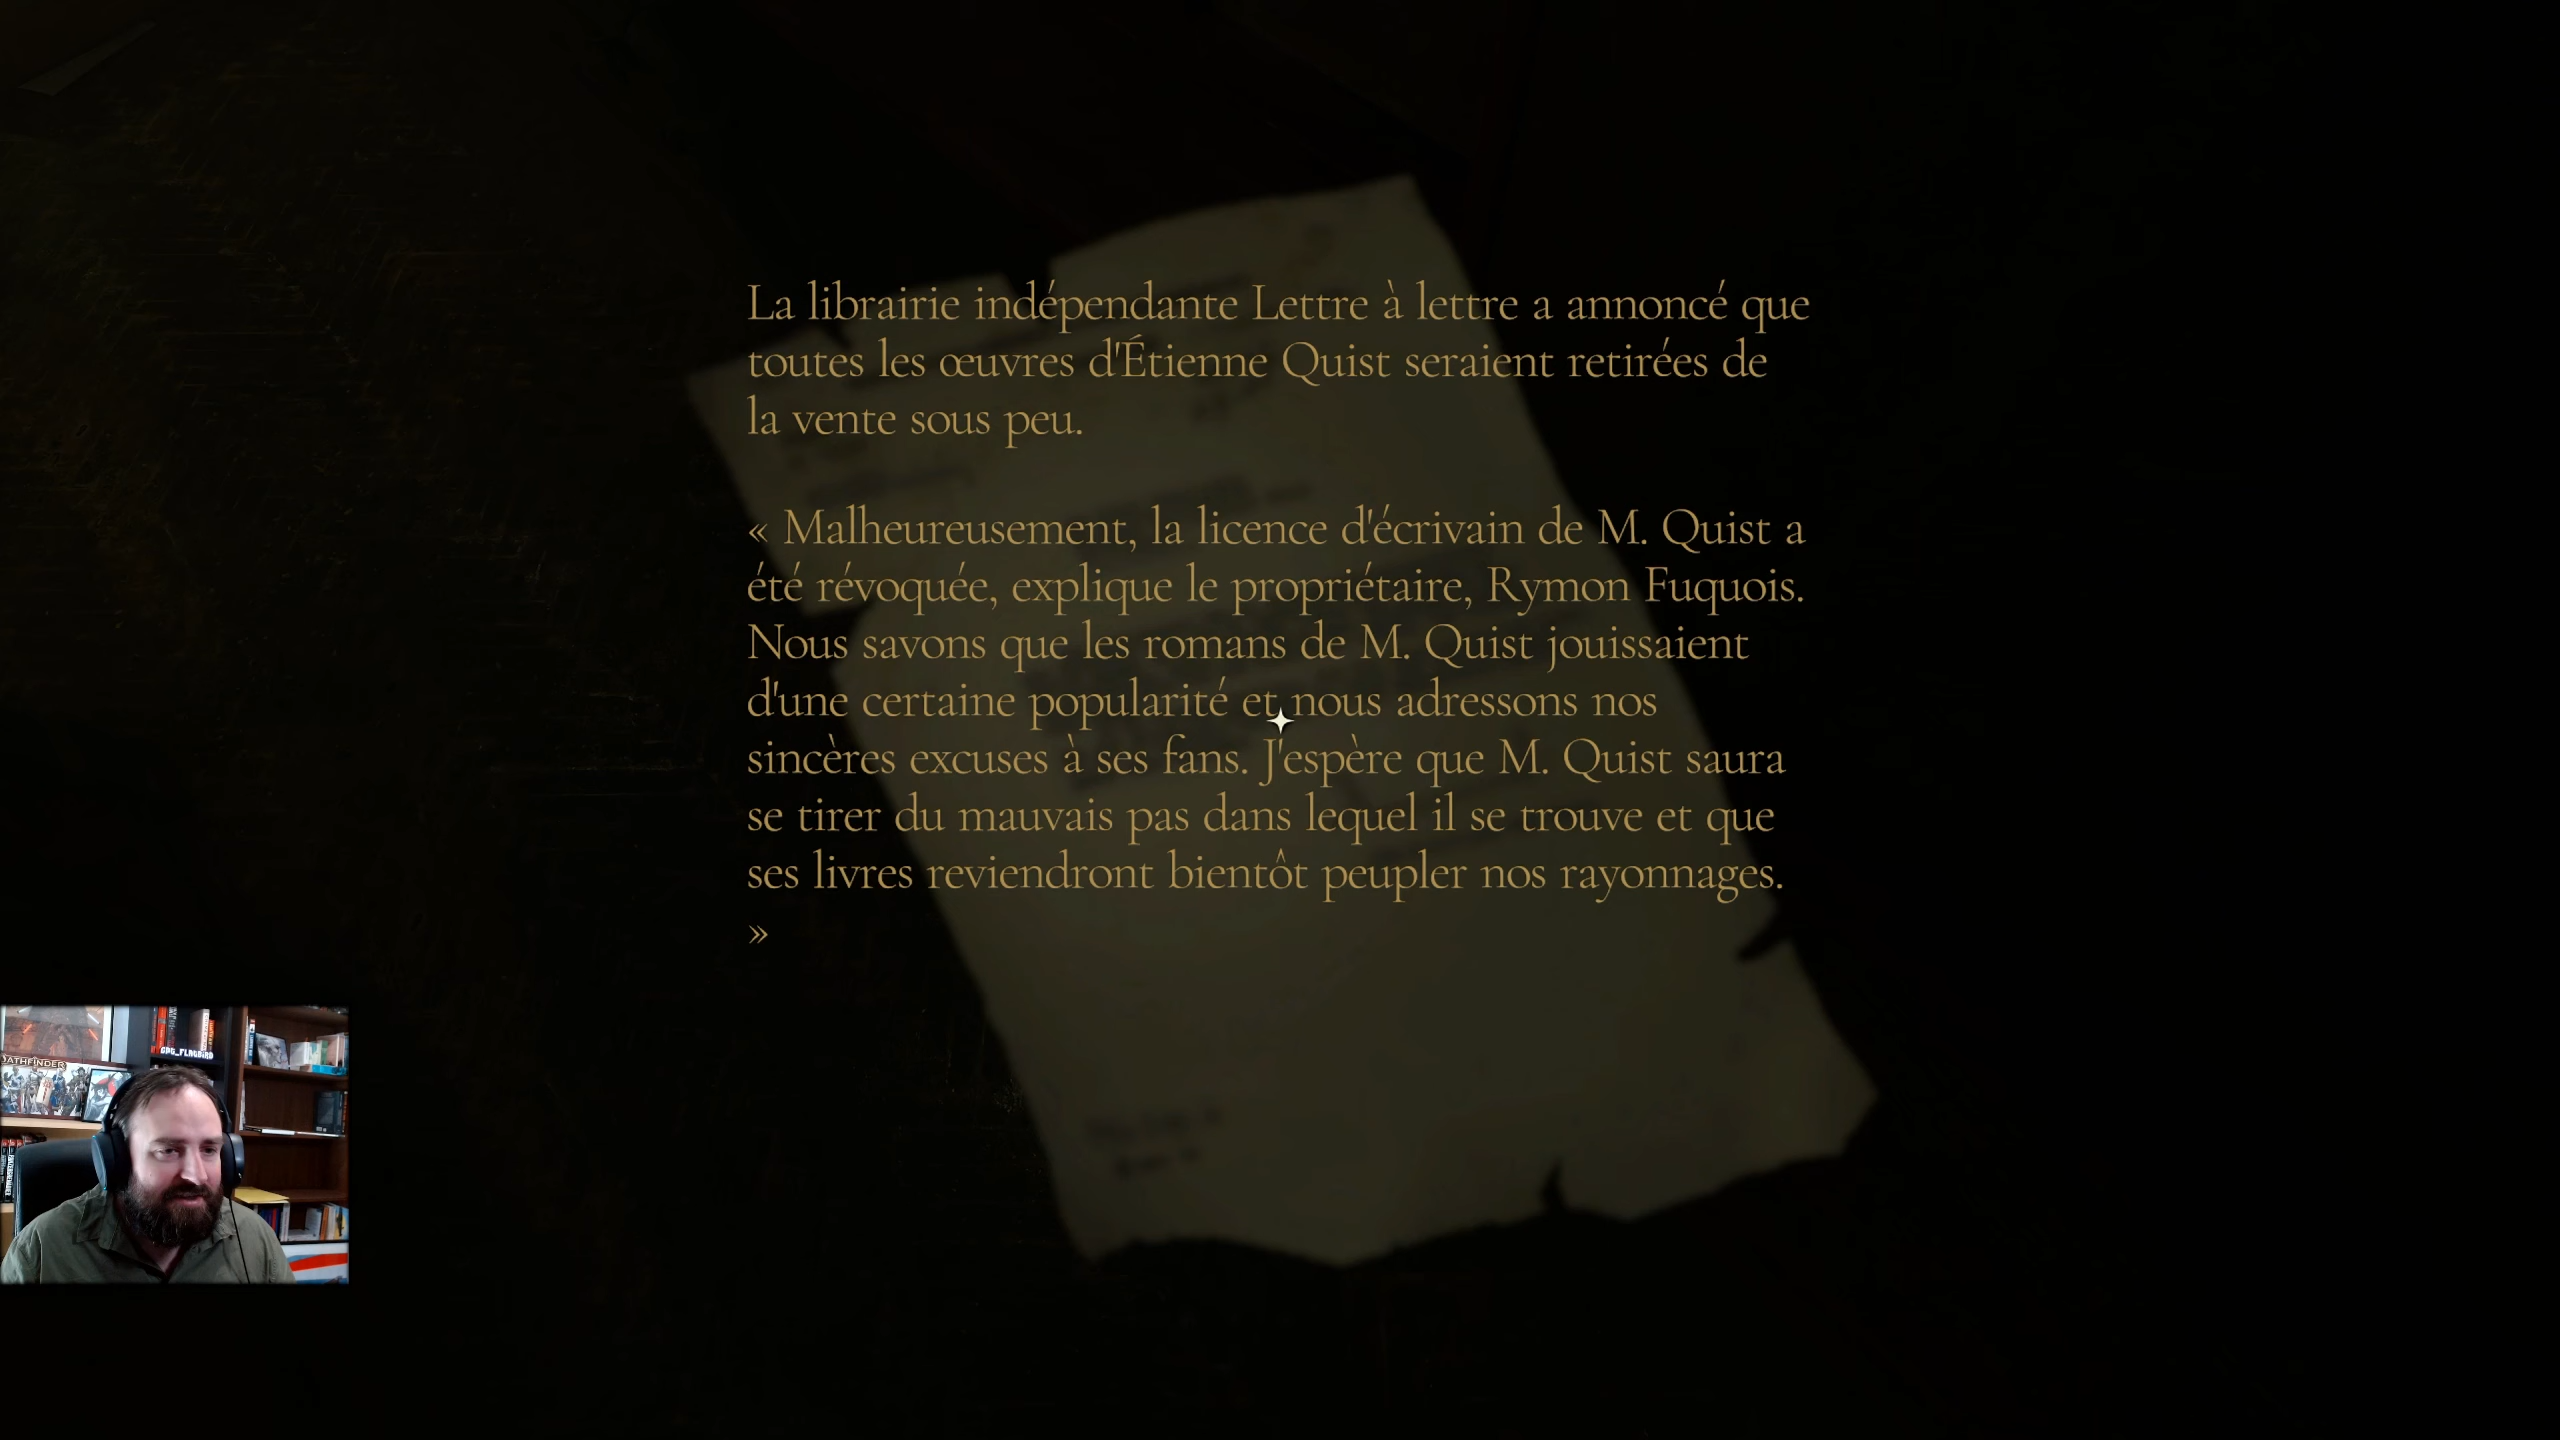 La librairie indépendante Lettre à lettre a annoncé que
toutes les œuvres d'Étienne Quist seraient retirées de
la vente sous peu.
« Malheureusement, la licence d'écrivain de M. Quist a
été révoquée, explique le propriétaire, Rymon Fuquois.
Nous savons que les romans de M. Quist jouissaient
d'une certaine popularité et nous adressons nos
sincères excuses à ses fans. J'espère que M. Quist saura
se tirer du mauvais pas dans lequel il se trouve et que
ses livres reviendront bientôt peupler nos rayonnages.
»
CPT_FLAGBIRD
PATHFINDER